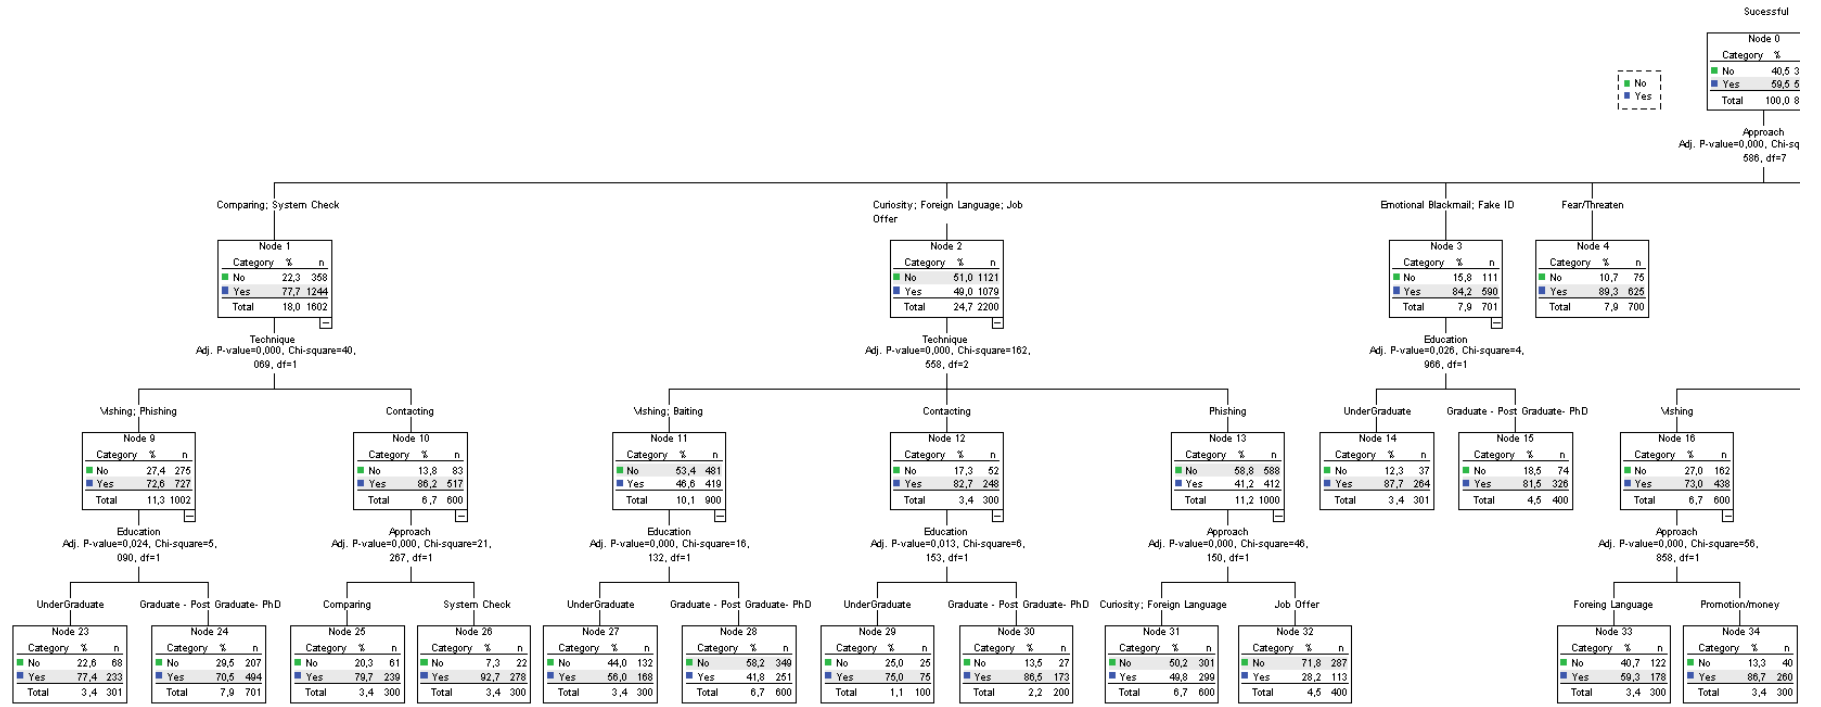 Sucessful
Node 0
Category %
No 40,5 3
Yes 59,5 5
Total 100,0 8
No
Yes
Approach
Adj. P-value=0,000, Chi-sq
586, df=7
Comparing; System Check
Curiosity; Foreign Language; Job
Offer
Emotional Blackmail; Fake ID
Fear/Threaten
Node 1
Category % n
No 22,3 358
Yes 77,7 1244
Total 18,0 1602
Node 2
Category % n
No 51,0 1121
Yes 49,0 1079
Total 24,7 2200
Node 3
Category % n
No 15,8 111
Yes 84,2 590
Total 7,9 701
Node 4
Category % n
No 10,7 75
Yes 89,3 625
Total 7,9 700
Technique
Adj. P-value=0,000, Chi-square=40,
069, df=1
Technique
Adj. P-value=0,000, Chi-square=162,
558, df=2
Education
Adj. P-value=0,026, Chi-square=4,
966, df=1
Vishing; Phishing
Contacting
Vishing; Baiting
Contacting
Phishing
UnderGraduate
Graduate - Post Graduate- PhD
Vishing
Node 9
Category % n
No 27,4 275
Yes 72,6 727
Total 11,3 1002
Node 10
Category % n
No 13,8 83
Yes 86,2 517
Total 6,7 600
Node 11
Category % n
No 53,4 481
Yes 46,6 419
Total 10,1 900
Node 12
Category % n
No 17,3 52
Yes 82,7 248
Total 3,4 300
Node 13
Category % n
No 58,8 588
Yes 41,2 412
Total 11,2 1000
Node 14
Category % n
No 12,3 37
Yes 87,7 264
Total 3,4 301
Node 15
Category % n
No 18,5 74
Yes 81,5 326
Total 4,5 400
Node 16
Category % n
No 27,0 162
Yes 73,0 438
Total 6,7 600
Education
Adj. P-value=0,024, Chi-square=5,
090, df=1
Approach
Adj. P-value=0,000, Chi-square=21,
267, df=1
Education
Adj. P-value=0,000, Chi-square=16,
132, df=1
Education
Adj. P-value=0,013, Chi-square=6,
153, df=1
Approach
Adj. P-value=0,000, Chi-square=46,
150, df=1
Approach
Adj. P-value=0,000, Chi-square=56,
858, df=1
UnderGraduate
Graduate - Post Graduate- PhD
Comparing
System Check
UnderGraduate
Graduate - Post Graduate- PhD
UnderGraduate
Graduate - Post Graduate- PhD
Curiosity; Foreign Language
Job Offer
Foreing Language
Promotion/money
Node 23
Category % n
No 22,6 68
Yes 77,4 233
Total 3,4 301
Node 24
Category % n
No 29,5 207
Yes 70,5 494
Total 7,9 701
Node 25
Category % n
No 20,3 61
Yes 79,7 239
Total 3,4 300
Node 26
Category % n
No 7,3 22
Yes 92,7 278
Total 3,4 300
Node 27
Category % n
No 44,0 132
Yes 56,0 168
Total 3,4 300
Node 28
Category % n
No 58,2 349
Yes 41,8 251
Total 6,7 600
Node 29
Category % n
No 25,0 25
Yes 75,0 75
Total 1,1 100
Node 30
Category % n
No 13,5 27
Yes 86,5 173
Total 2,2 200
Node 31
Category % n
No 50,2 301
Yes 49,8 299
Total 6,7 600
Node 32
Category % n
No 71,8 287
Yes 28,2 113
Total 4,5 400
Node 33
Category % n
No 40,7 122
Yes 59,3 178
Total 3,4 300
Node 34
Category % n
No 13,3 40
Yes 86,7 260
Total 3,4 300